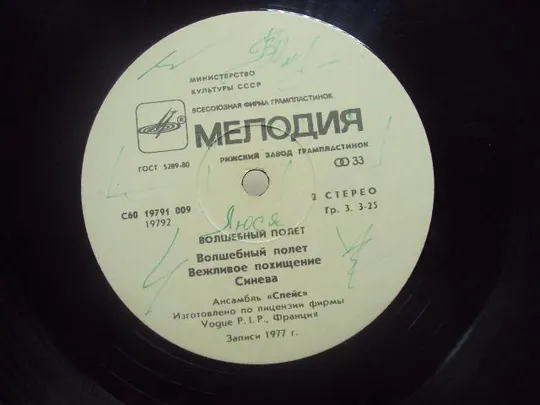 МИНИСТЕРСТВО
КУЛЬТУРЫ СССР
ВСЕСОЮЗНАЯ ФИРМА ГРАМПЛАСТИНОК
МЕЛОДИЯ
РИЖСКИЙ ЗАВОД ГРАМПЛАСТИНОК
ГОСТ 5289-80
33
С60 19791 009
19792
2 СТЕРЕО
Гр. 3. 3-25
Люся
ВОЛШЕБНЫЙ ПОЛЕТ
Волшебный полет
Вежливое похищение
Синева
Ансамбль «Спейс»
Изготовлено по лицензии фирмы
Vogue P. I. P., Франция
Записи 1977 г.